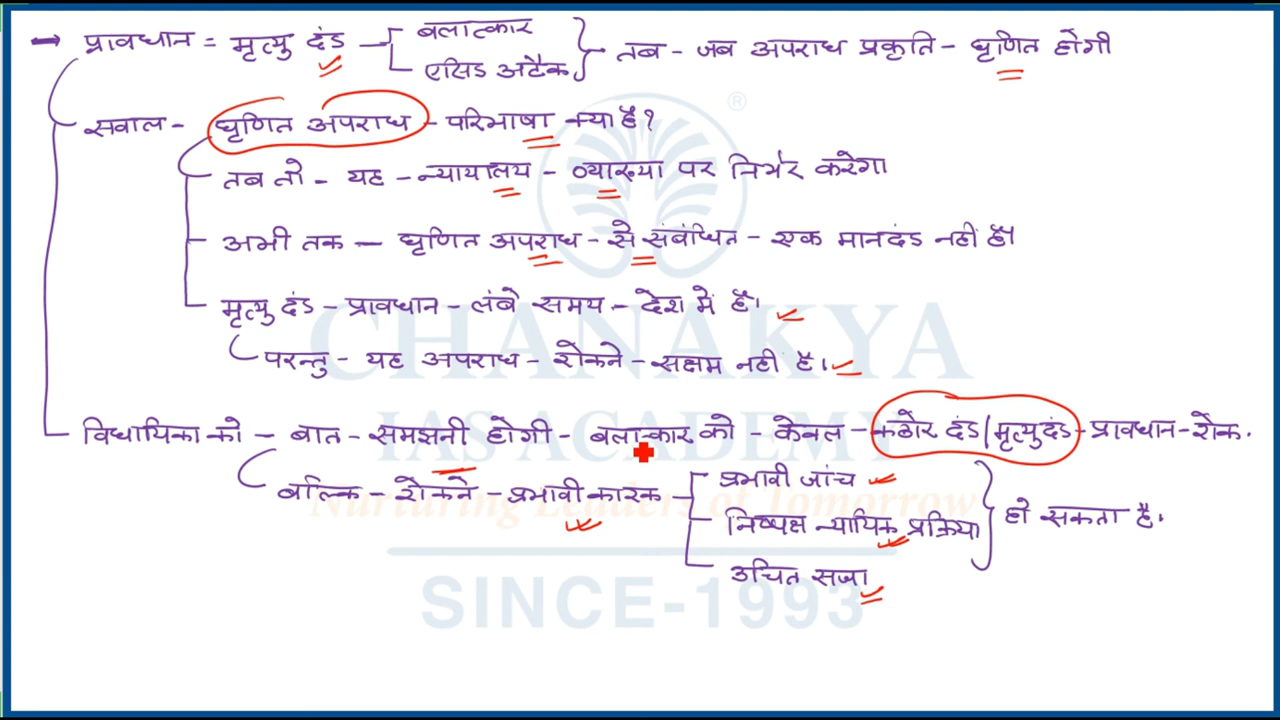 → प्रावधान = मृत्यु दंड - बलात्कार
एसिड अटैक - तब - जब अपराध प्रकृति - घृणित होगी
सवाल - घृणित अपराध - परिभाषा क्या है?
तब तो - यह - न्यायालय - व्याख्या पर निर्भर करेगा
अभी तक - घृणित अपराध - से संबंधित - एक मानदंड नहीं है।
मृत्यु दंड - प्रावधान - लंबे समय - देश में है।
परन्तु - यह अपराध - रोकने - सक्षम नहीं है।
विधायिका को - बात - समझनी होगी - बलात्कार को - केवल - कठोर दंड/मृत्युदंड - प्रावधान - रोक.
बल्कि - रोकने - प्रभावी कारक - प्रभावी जांच
निष्पक्ष न्यायिक प्रक्रिया
उचित सजा
हो सकता है.
®
CHANAKYA
IAS ACADEMY
Nurturing Leaders of Tomorrow
SINCE-1993